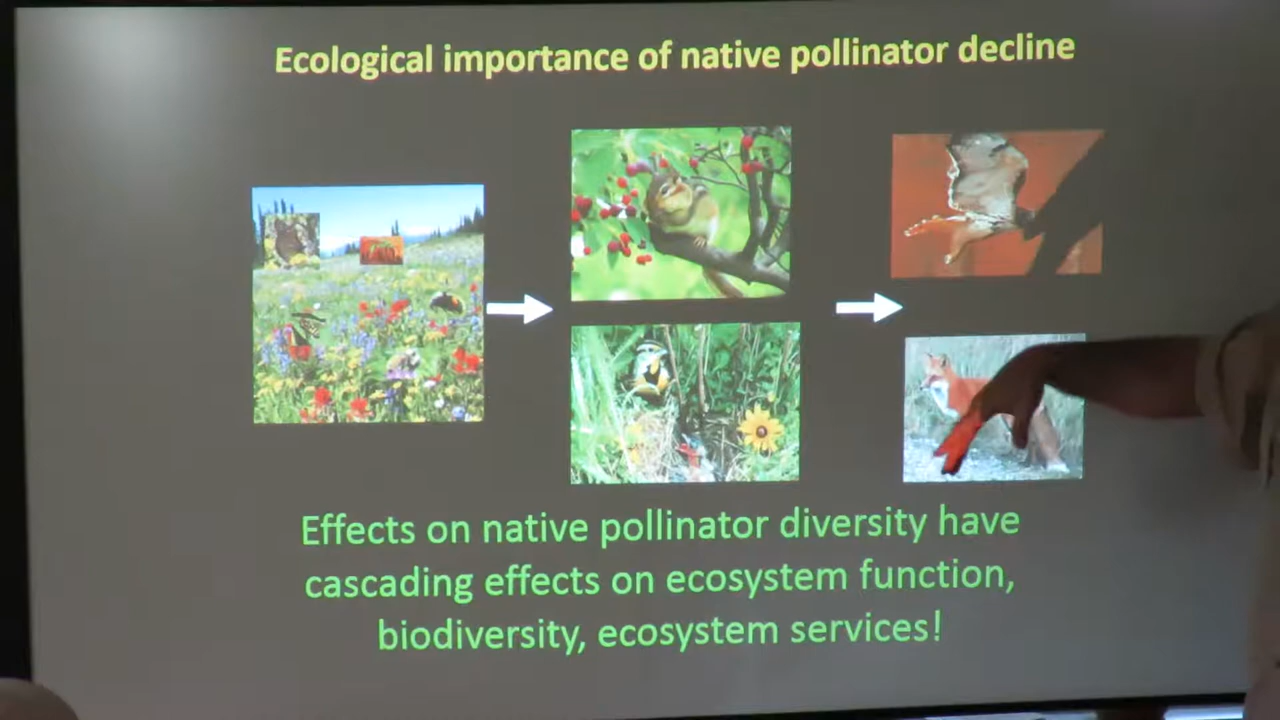 Ecological importance of native pollinator decline
Effects on native pollinator diversity have
cascading effects on ecosystem function,
biodiversity, ecosystem services!